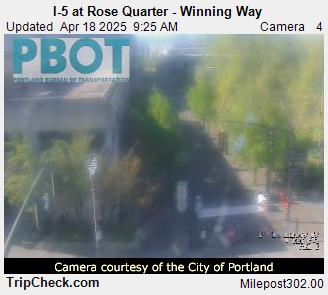 I-5 at Rose Quarter - Winning Way
Updated Apr 18 2025 9:25 AM Camera 4
PBOT
PORTLAND BUREAU OF TRANSPORTATION
Camera courtesy of the City of Portland
TripCheck.com Milepost302.00